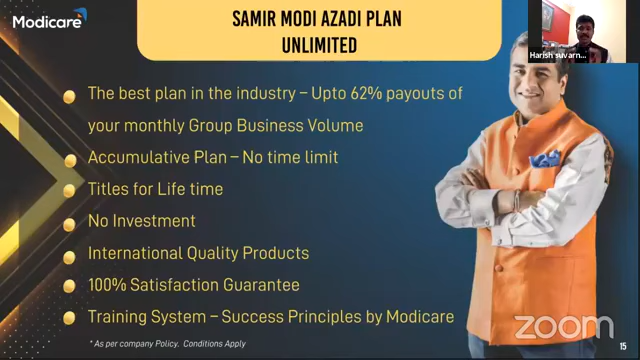 Modicare
SAMIR MODI AZADI PLAN
UNLIMITED
Harish suvarn...
The best plan in the industry – Upto 62% payouts of
your monthly Group Business Volume
Accumulative Plan – No time limit
Titles for Life time
No Investment
International Quality Products
100% Satisfaction Guarantee
Training System – Success Principles by Modicare
* As per company Policy. Conditions Apply
zoom
15